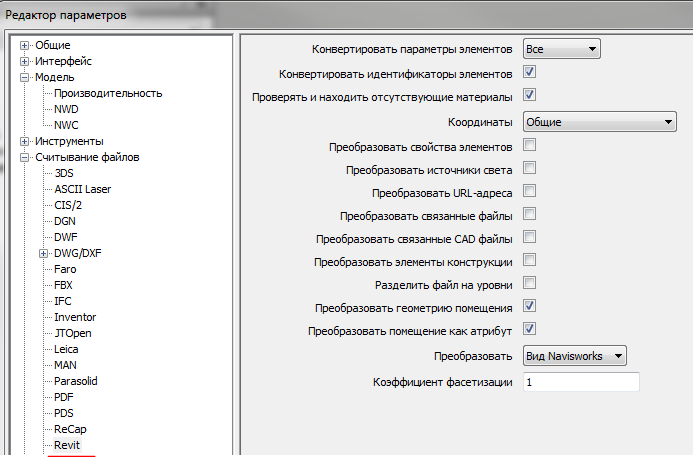 Редактор параметров
Общие
Интерфейс
Модель
Производительность
NWD
NWC
Инструменты
Считывание файлов
3DS
ASCII Laser
CIS/2
DGN
DWF
DWG/DXF
Faro
FBX
IFC
Inventor
JTOpen
Leica
MAN
Parasolid
PDF
PDS
ReCap
Revit
Конвертировать параметры элементов Все
Конвертировать идентификаторы элементов
Проверять и находить отсутствующие материалы
Координаты Общие
Преобразовать свойства элементов
Преобразовать источники света
Преобразовать URL-адреса
Преобразовать связанные файлы
Преобразовать связанные CAD файлы
Преобразовать элементы конструкции
Разделить файл на уровни
Преобразовать геометрию помещения
Преобразовать помещение как атрибут
Преобразовать Вид Navisworks
Коэффициент фасетизации 1